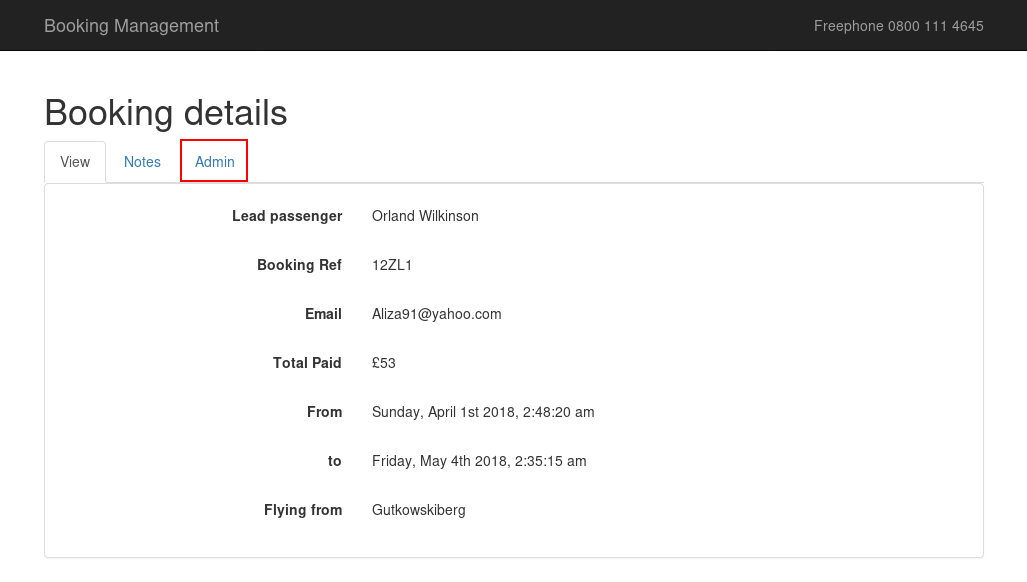 Booking Management Freephone 0800 111 4645
Booking details
View Notes Admin
Lead passenger Orland Wilkinson
Booking Ref 12ZL1
Email Aliza91@yahoo.com
Total Paid £53
From Sunday, April 1st 2018, 2:48:20 am
to Friday, May 4th 2018, 2:35:15 am
Flying from Gutkowskiberg